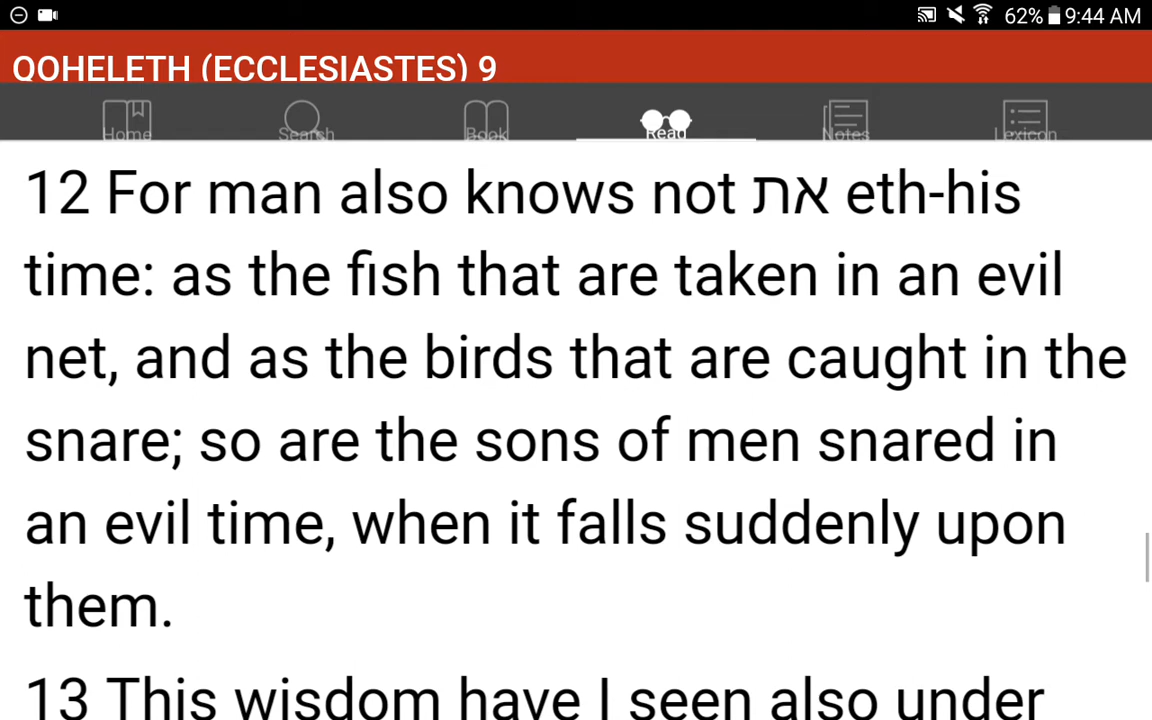 62% 9:44 AM
QOHELETH (ECCLESIASTES) 9
Home Search Book Read Notes Lexicon
12 For man also knows not את eth-his
time: as the fish that are taken in an evil
net, and as the birds that are caught in the
snare; so are the sons of men snared in
an evil time, when it falls suddenly upon
them.
13 This wisdom have I seen also under